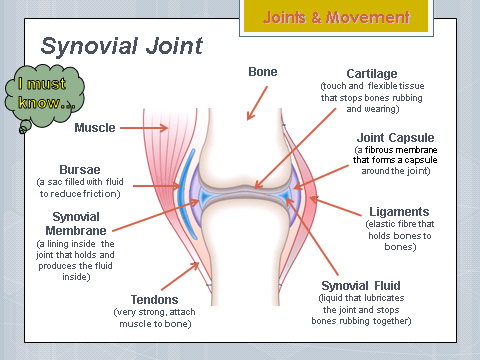 Joints & Movement
Synovial Joint
I must
know...
Bone
Cartilage
(touch and flexible tissue
that stops bones rubbing
and wearing)
Muscle
Joint Capsule
(a fibrous membrane
that forms a capsule
around the joint)
Bursae
(a sac filled with fluid
to reduce friction)
Ligaments
(elastic fibre that
holds bones to
bones)
Synovial
Membrane
(a lining inside the
joint that holds and
produces the fluid
inside)
Synovial Fluid
(liquid that lubricates
the joint and stops
bones rubbing together)
Tendons
(very strong, attach
muscle to bone)